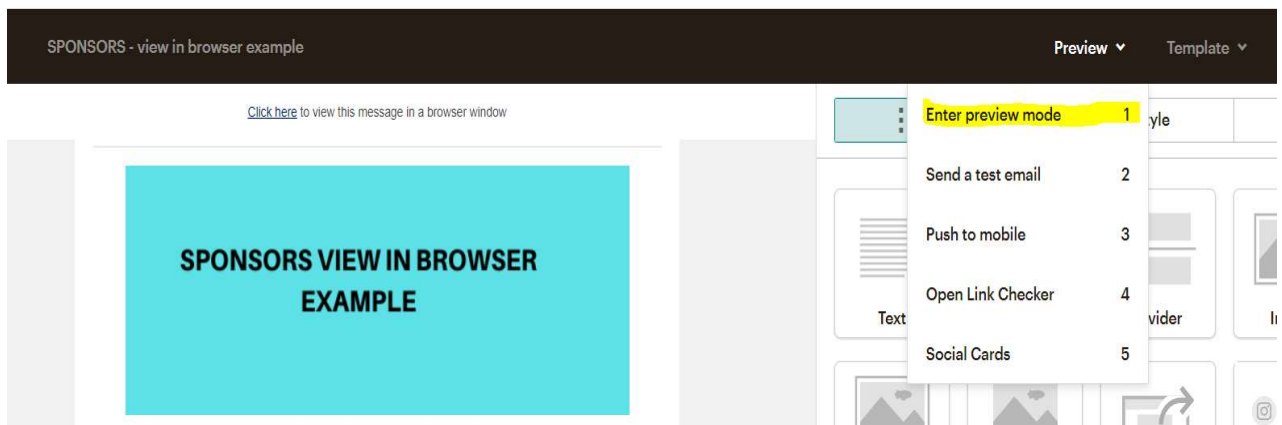 SPONSORS - view in browser example
Preview
Template
Click here to view this message in a browser window
SPONSORS VIEW IN BROWSER
EXAMPLE
Enter preview mode 1
Send a test email 2
Push to mobile 3
Open Link Checker 4
Social Cards 5
yle
Text
vider